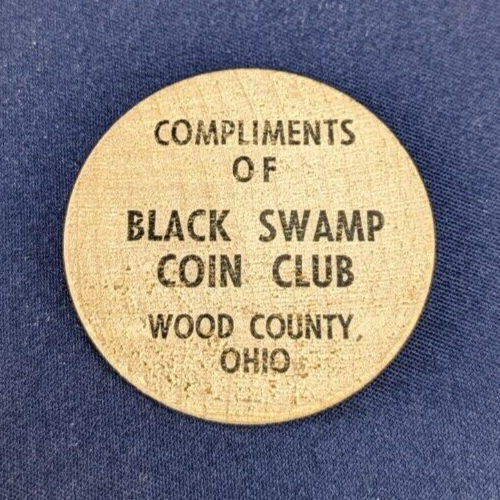 COMPLIMENTS
OF
BLACK SWAMP
COIN CLUB
WOOD COUNTY,
OHIO